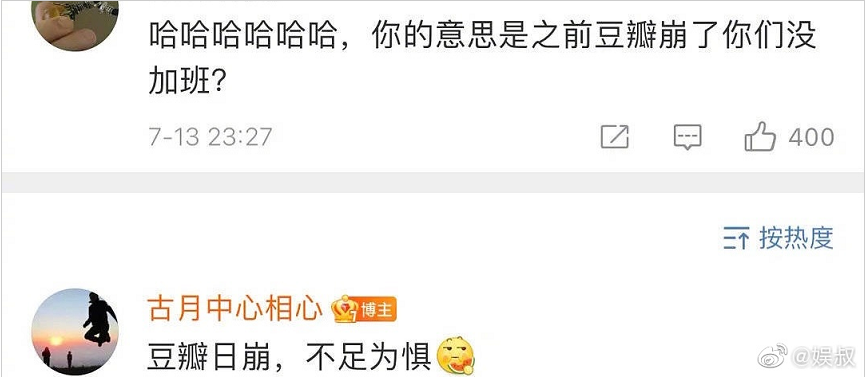 哈哈哈哈哈哈，你的意思是之前豆瓣崩了你们没
加班?
7-13 23:27
400
按热度
古月中心相心 7 博主
豆瓣日崩，不足为惧
@娱叔